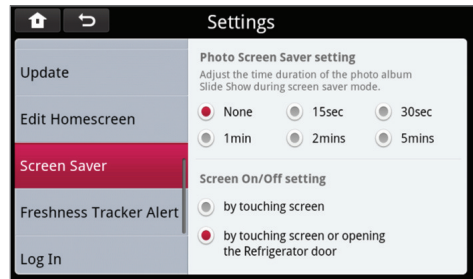 Settings
Update
Edit Homescreen
Screen Saver
Freshness Tracker Alert
Log In
Photo Screen Saver setting
Adjust the time duration of the photo album
Slide Show during screen saver mode.
None 15sec 30sec
1min 2mins 5mins
Screen On/Off setting
by touching screen
by touching screen or opening
the Refrigerator door